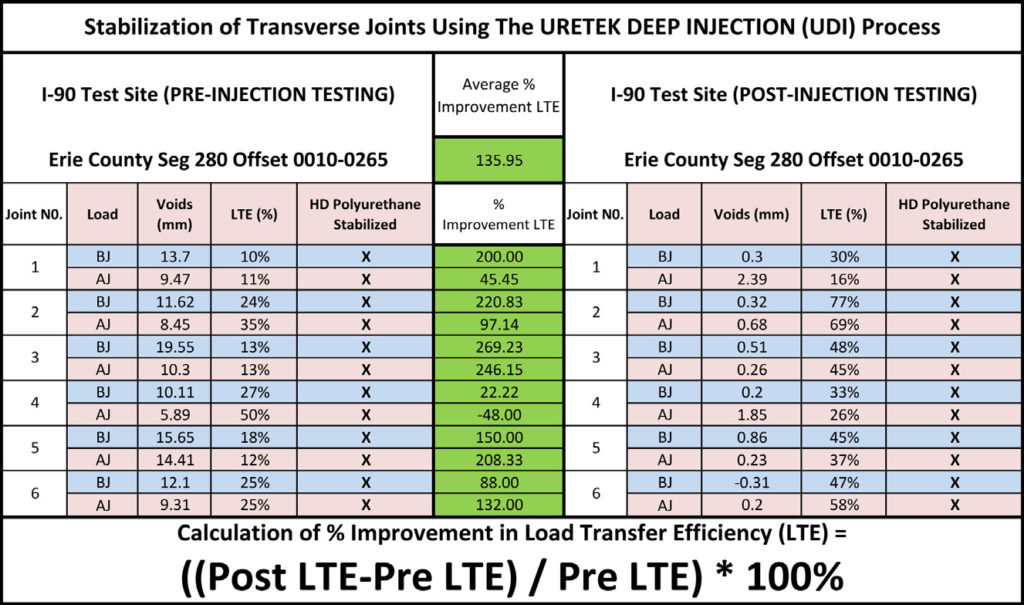 Stabilization of Transverse Joints Using The URETEK DEEP INJECTION (UDI) Process
I-90 Test Site (PRE-INJECTION TESTING)
Average %
Improvement LTE
I-90 Test Site (POST-INJECTION TESTING)
Erie County Seg 280 Offset 0010-0265
135.95
Erie County Seg 280 Offset 0010-0265
Joint N0. Load Voids (mm) LTE (%) HD Polyurethane Stabilized % Improvement LTE Joint N0. Load Voids (mm) LTE (%) HD Polyurethane Stabilized
1 BJ 13.7 10% X 200.00 1 BJ 0.3 30% X
AJ 9.47 11% X 45.45 AJ 2.39 16% X
2 BJ 11.62 24% X 220.83 2 BJ 0.32 77% X
AJ 8.45 35% X 97.14 AJ 0.68 69% X
3 BJ 19.55 13% X 269.23 3 BJ 0.51 48% X
AJ 10.3 13% X 246.15 AJ 0.26 45% X
4 BJ 10.11 27% X 22.22 4 BJ 0.2 33% X
AJ 5.89 50% X -48.00 AJ 1.85 26% X
5 BJ 15.65 18% X 150.00 5 BJ 0.86 45% X
AJ 14.41 12% X 208.33 AJ 0.23 37% X
6 BJ 12.1 25% X 88.00 6 BJ -0.31 47% X
AJ 9.31 25% X 132.00 AJ 0.2 58% X
Calculation of % Improvement in Load Transfer Efficiency (LTE) =
((Post LTE-Pre LTE) / Pre LTE) * 100%